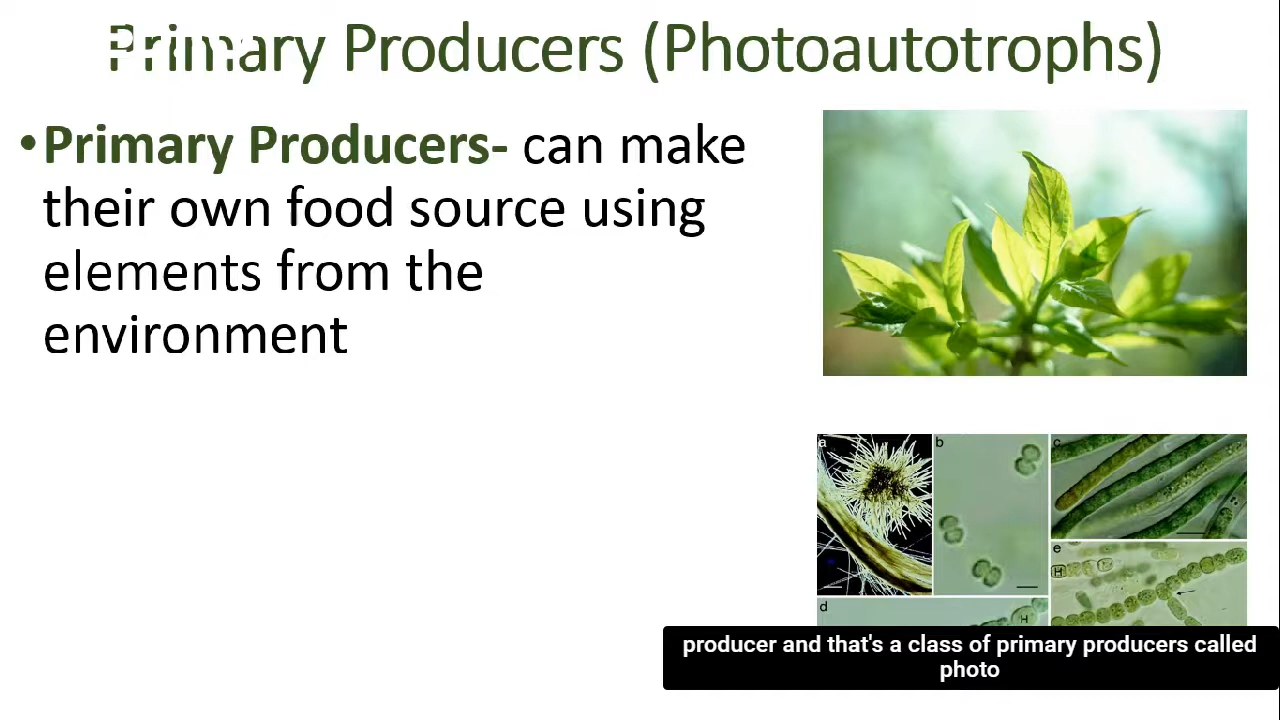 Primary Producers (Photoautotrophs)
•Primary Producers- can make
their own food source using
elements from the
environment
a
b
c
e
H
d
H
producer and that's a class of primary producers called
photo